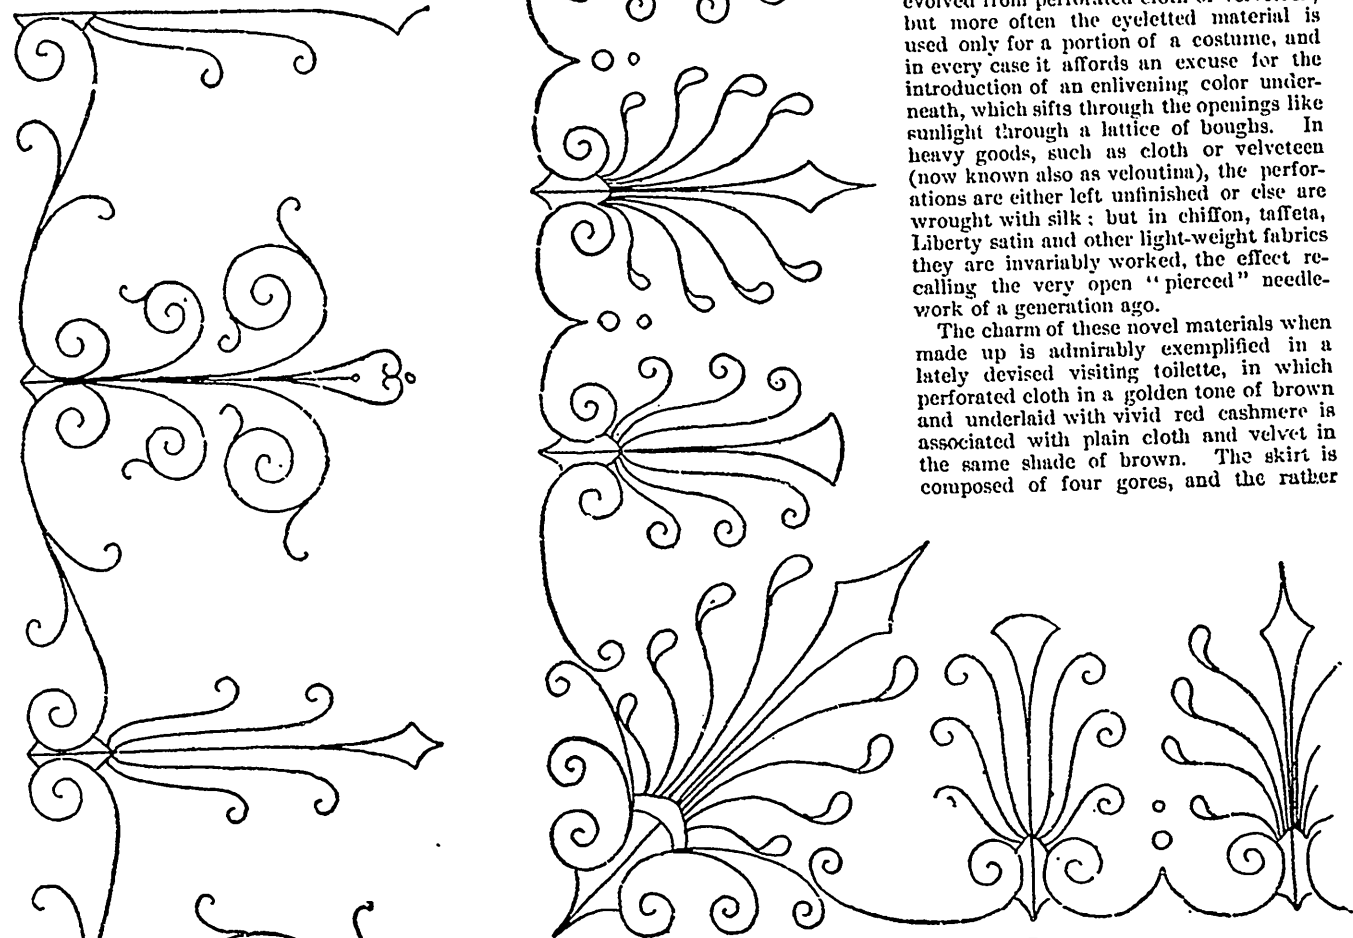 evolved from perforated cloth or velveteen,
but more often the eyeletted material is
used only for a portion of a costume, and
in every case it affords an excuse for the
introduction of an enlivening color under-
neath, which sifts through the openings like
sunlight through a lattice of boughs. In
heavy goods, such as cloth or velveteen
(now known also as veloutina), the perfor-
ations are either left unfinished or else are
wrought with silk; but in chiffon, taffeta,
Liberty satin and other light-weight fabrics
they are invariably worked, the effect re-
calling the very open “pierced” needle-
work of a generation ago.
The charm of these novel materials when
made up is admirably exemplified in a
lately devised visiting toilette, in which
perforated cloth in a golden tone of brown
and underlaid with vivid red cashmere is
associated with plain cloth and velvet in
the same shade of brown. The skirt is
composed of four gores, and the rather